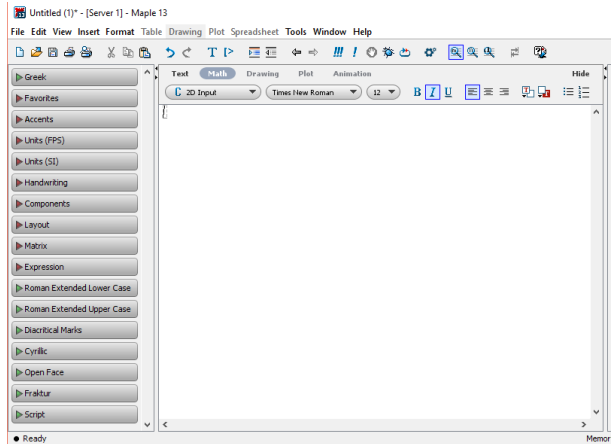 Untitled (1)* - [Server 1] - Maple 13
File Edit View Insert Format Table Drawing Plot Spreadsheet Tools Window Help
Text Math Drawing Plot Animation Hide
C 2D Input Times New Roman 12 B I U
Greek
Favorites
Accents
Units (FPS)
Units (SI)
Handwriting
Components
Layout
Matrix
Expression
Roman Extended Lower Case
Roman Extended Upper Case
Diacritical Marks
Cyrillic
Open Face
Fraktur
Script
Ready Memor